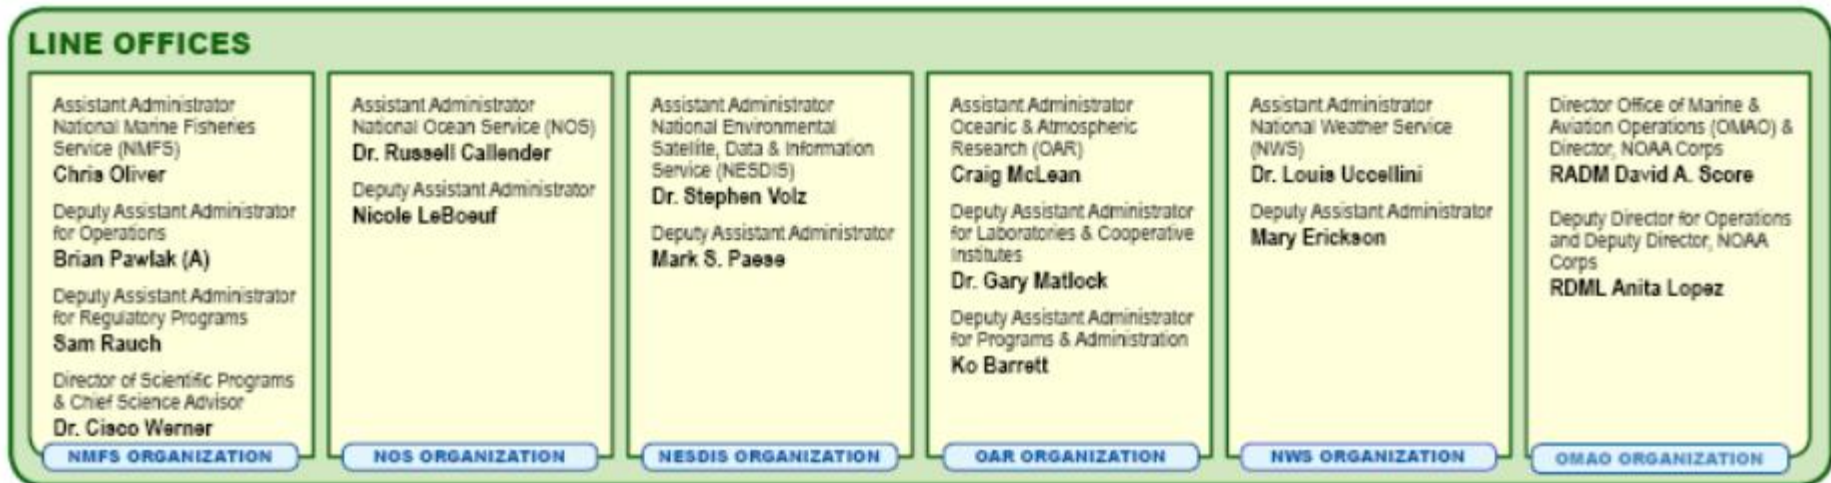 LINE OFFICES
Assistant Administrator
National Marine Fisheries
Service (NMFS)
Chris Oliver
Deputy Assistant Administrator
for Operations
Brian Pawlak (A)
Deputy Assistant Administrator
for Regulatory Programs
Sam Rauch
Director of Scientific Programs
& Chief Science Advisor
Dr. Cisco Werner
NMFS ORGANIZATION
Assistant Administrator
National Ocean Service (NOS)
Dr. Russell Callender
Deputy Assistant Administrator
Nicole LeBoeuf
NOS ORGANIZATION
Assistant Administrator
National Environmental
Satellite, Data & Information
Service (NESDIS)
Dr. Stephen Volz
Deputy Assistant Administrator
Mark S. Paese
NESDIS ORGANIZATION
Assistant Administrator
Oceanic & Atmospheric
Research (OAR)
Craig McLean
Deputy Assistant Administrator
for Laboratories & Cooperative
Institutes
Dr. Gary Matlock
Deputy Assistant Administrator
for Programs & Administration
Ko Barrett
OAR ORGANIZATION
Assistant Administrator
National Weather Service
(NWS)
Dr. Louis Uccellini
Deputy Assistant Administrator
Mary Erickson
NWS ORGANIZATION
Director Office of Marine &
Aviation Operations (OMAO) &
Director, NOAA Corps
RADM David A. Score
Deputy Director for Operations
and Deputy Director, NOAA
Corps
RDML Anita Lopez
OMAO ORGANIZATION